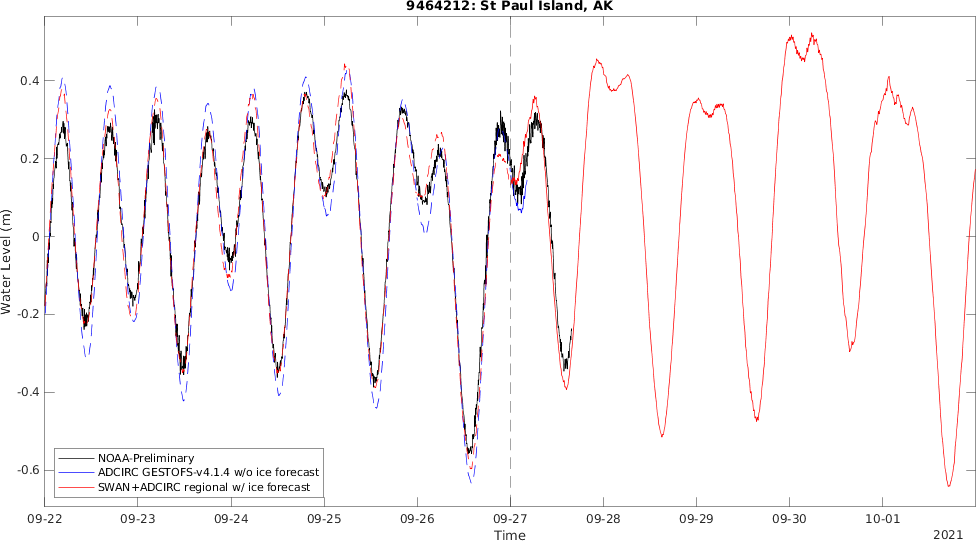 9464212: St Paul Island, AK
Water Level (m)
0.4
0.2
0
-0.2
-0.4
-0.6
NOAA-Preliminary
ADCIRC GESTOFS-v4.1.4 w/o ice forecast
SWAN+ADCIRC regional w/ ice forecast
09-22 09-23 09-24 09-25 09-26 09-27 09-28 09-29 09-30 10-01
Time
2021